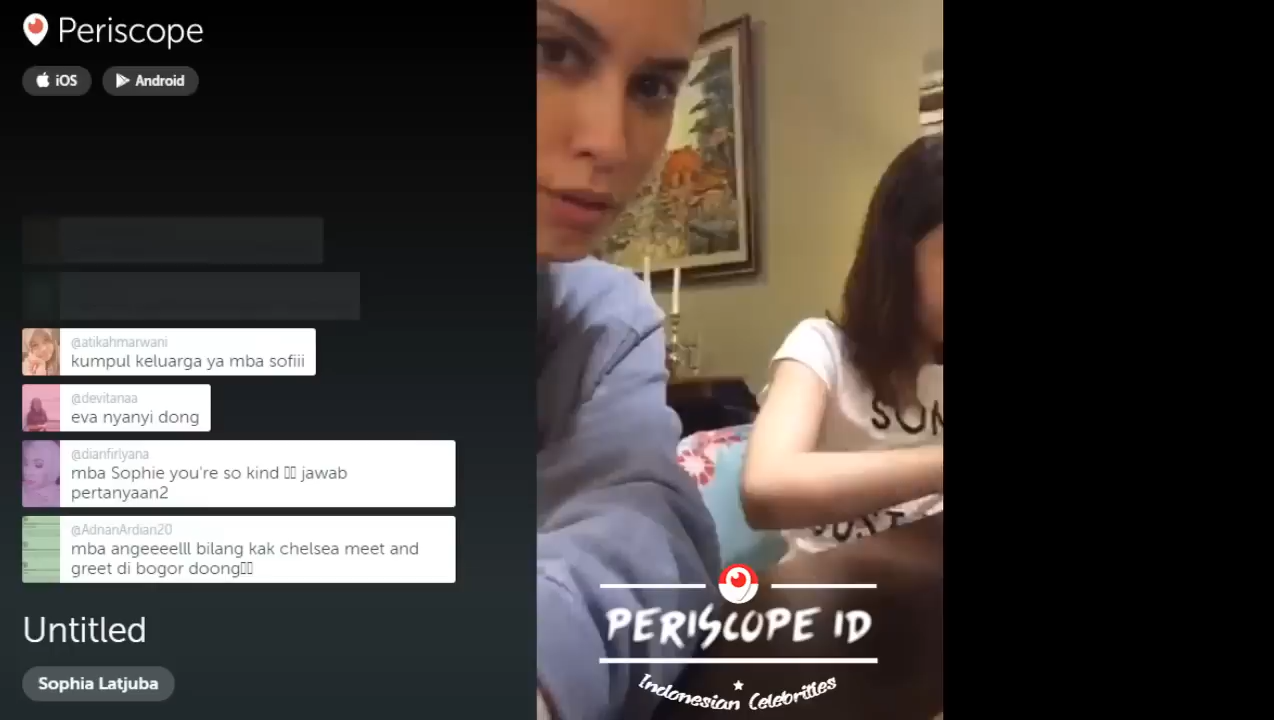 Periscope
iOS
Android
@atikahmarwani
kumpul keluarga ya mba sofiii
@devitanaa
eva nyanyi dong
@dianfirlyana
mba Sophie you're so kind jawab
pertanyaan2
@AdnanArdian20
mba angeeeelll bilang kak chelsea meet and
greet di bogor doong
Untitled
Sophia Latjuba
PERISCOPE ID
Indonesian Celebrities